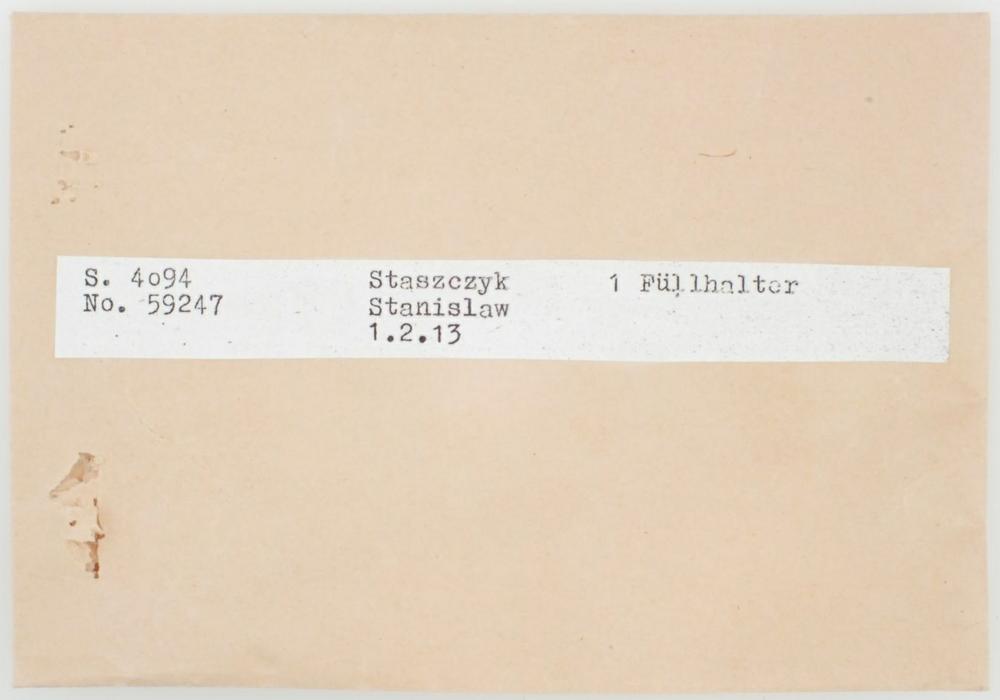 S. 4o94 Staszczyk 1 Füllhalter
No. 59247 Stanislaw
1.2.13